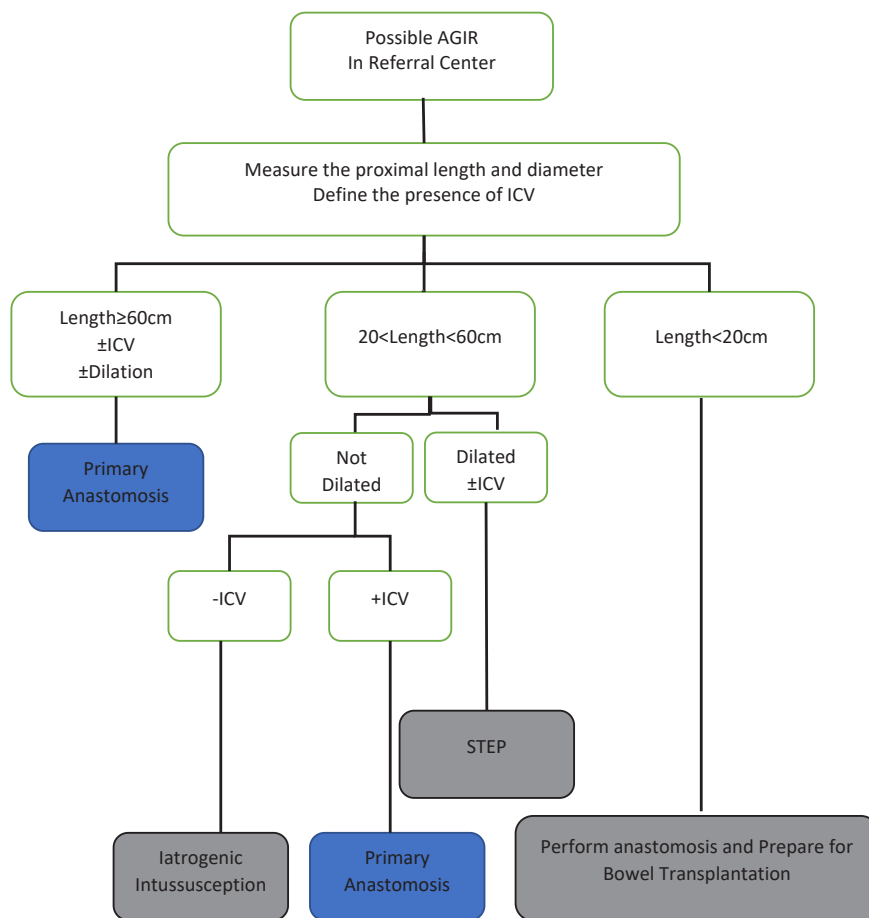 Possible AGIR
In Referral Center
Measure the proximal length and diameter
Define the presence of ICV
Length≥60cm
±ICV
±Dilation
20<Length<60cm
Length<20cm
Primary
Anastomosis
Not
Dilated
Dilated
±ICV
-ICV
+ICV
STEP
Iatrogenic
Intussusception
Primary
Anastomosis
Perform anastomosis and Prepare for
Bowel Transplantation